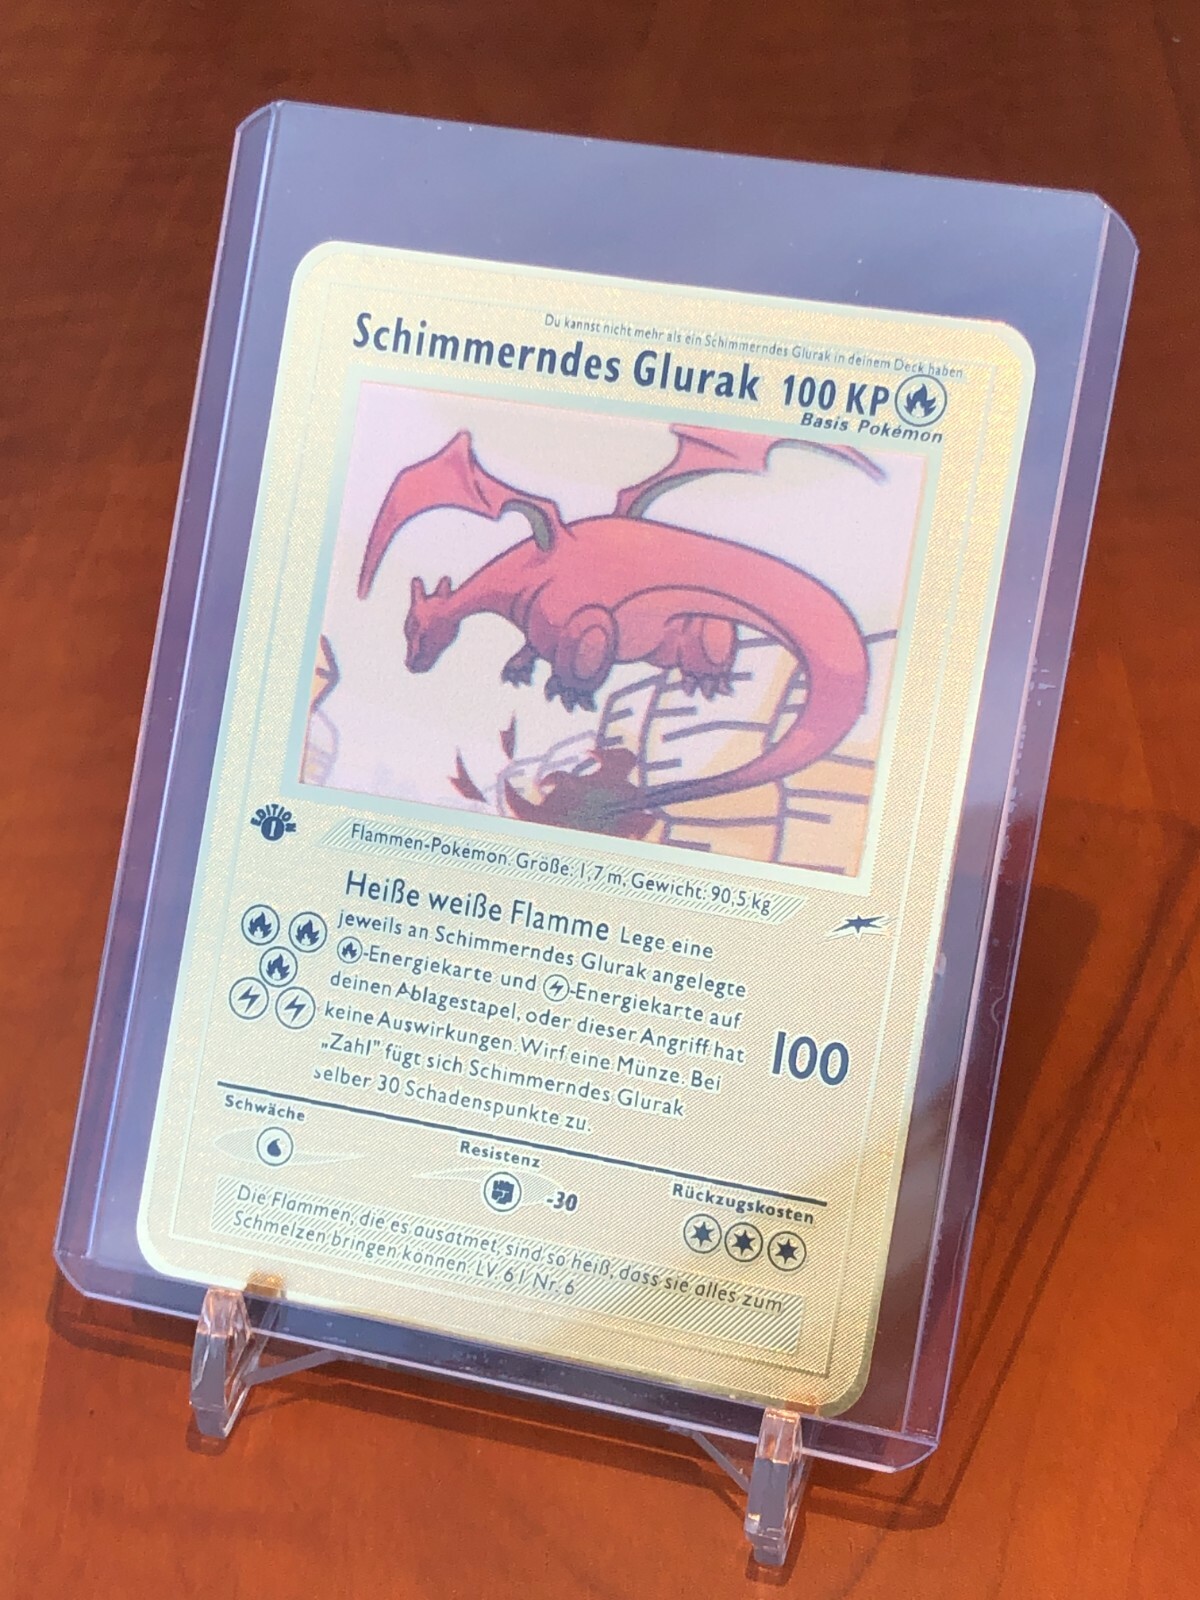 Du kannst nicht mehr als ein Schimmerndes Glurak in deinem Deck haben.
Schimmerndes Glurak 100 KP
Basis Pokémon
EDITION 1
Flammen-Pokémon. Größe: 1,7 m, Gewicht: 90,5 kg
Heiße weiße Flamme Lege eine
jeweils an Schimmerndes Glurak angelegte
-Energiekarte und -Energiekarte auf
deinen Ablagestapel, oder dieser Angriff hat
keine Auswirkungen. Wirf eine Münze. Bei
„Zahl" fügt sich Schimmerndes Glurak
selber 30 Schadenspunkte zu.
100
Schwäche
Resistenz
-30
Rückzugskosten
Die Flammen, die es ausatmet, sind so heiß, dass sie alles zum
Schmelzen bringen können. LV. 61 Nr. 6